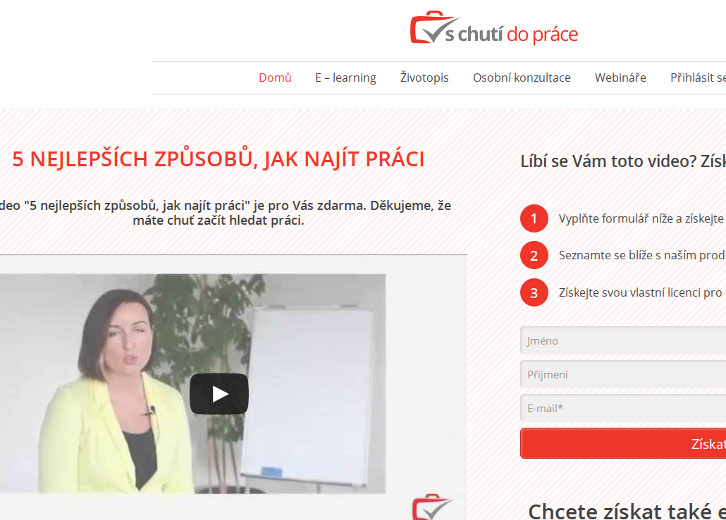 s chutí do práce
Domů E – learning Životopis Osobní konzultace Webináře Přihlásit se
5 NEJLEPŠÍCH ZPŮSOBŮ, JAK NAJÍT PRÁCI
deo "5 nejlepších způsobů, jak najít práci" je pro Vás zdarma. Děkujeme, že
máte chuť začít hledat práci.
Líbí se Vám toto video? Získ
1 Vyplňte formulář níže a získejte
2 Seznamte se blíže s naším prod
3 Získejte svou vlastní licenci pro
Jméno
Příjmení
E-mail*
Získat
Chcete získat také e